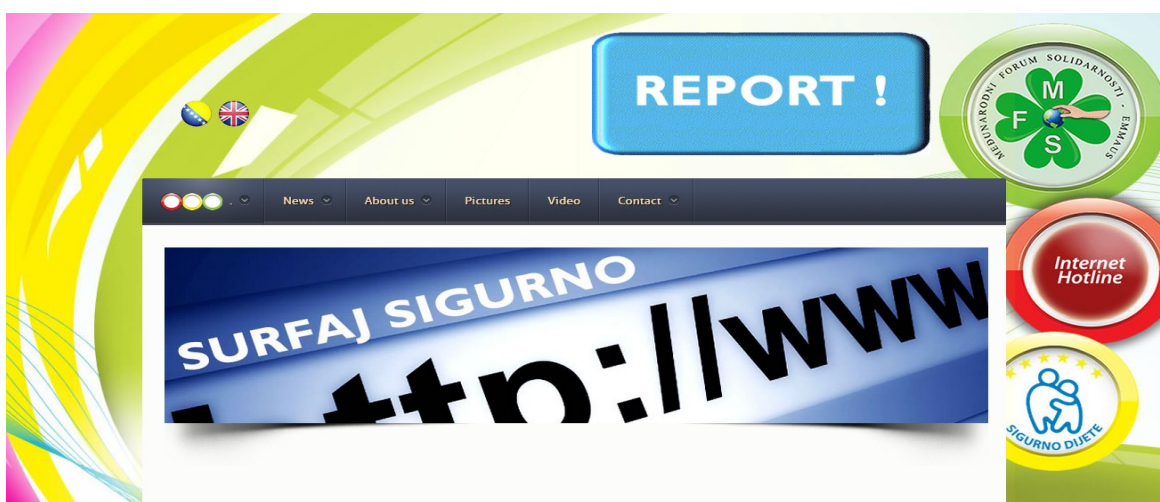 REPORT !
MEĐUNARODNI FORUM SOLIDARNOSTI - EMMAUS
M
F
S
. News About us Pictures Video Contact
Internet
Hotline
SURFAJ SIGURNO
http://www
SIGURNO DIJETE